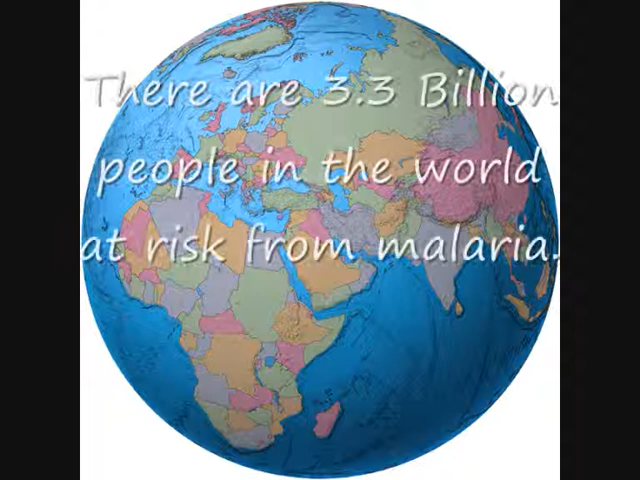 There are 3.3 Billion
people in the world
at risk from malaria.